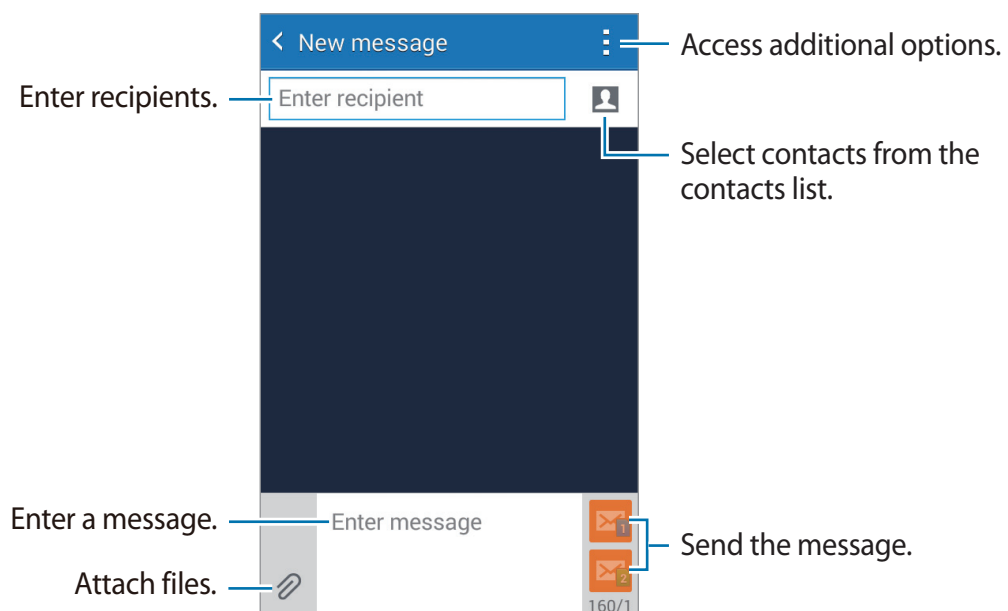 New message
Access additional options.
Enter recipients.
Enter recipient
Select contacts from the
contacts list.
Enter a message.
Enter message
1
Send the message.
Attach files.
2
160/1